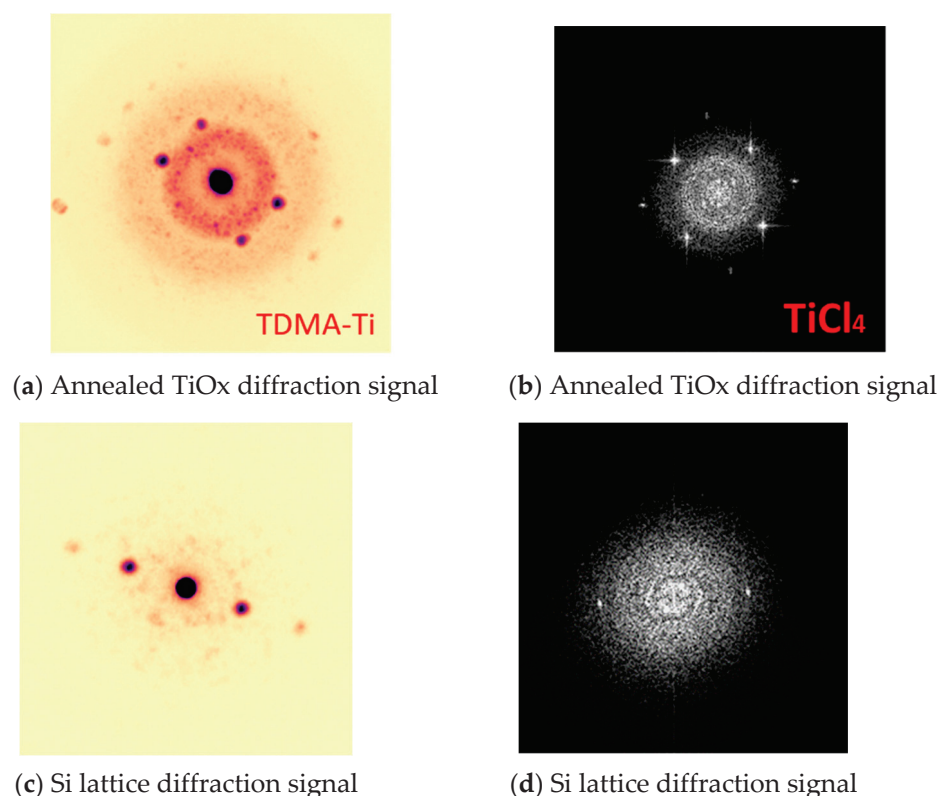 TDMA-Ti
TiCl4
(a) Annealed TiOx diffraction signal
(b) Annealed TiOx diffraction signal
(c) Si lattice diffraction signal
(d) Si lattice diffraction signal